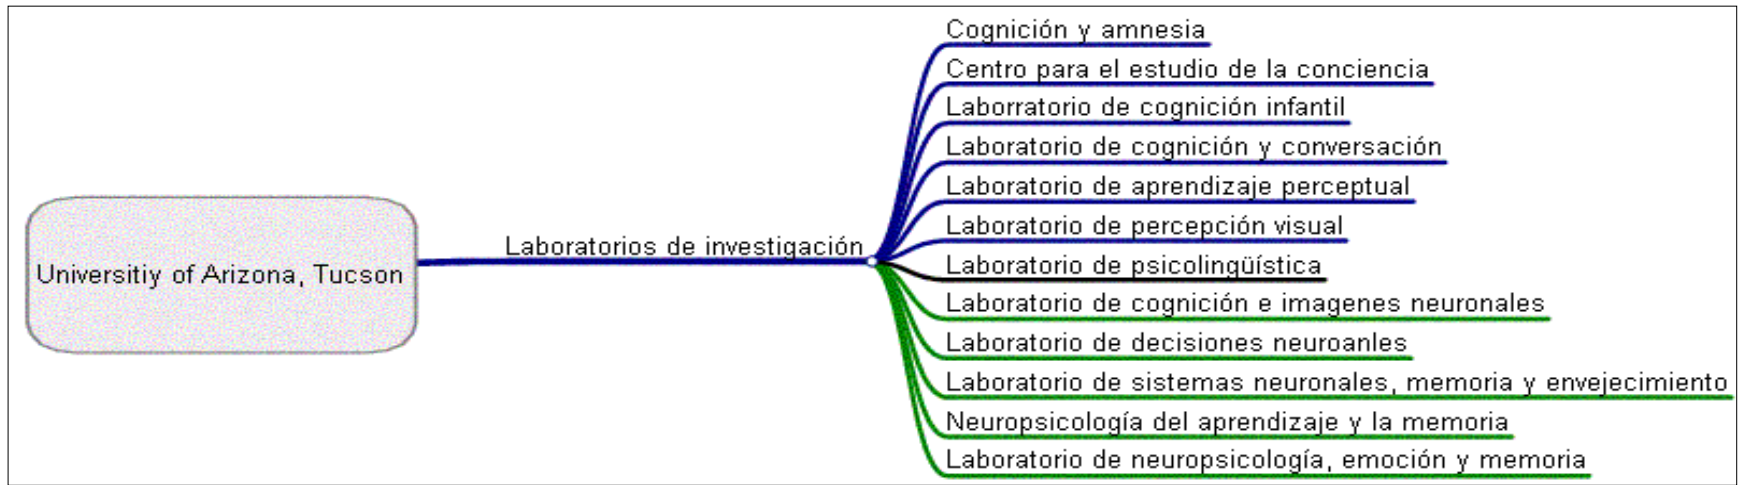 Universitiy of Arizona, Tucson
Laboratorios de investigación
Cognición y amnesia
Centro para el estudio de la conciencia
Laborratorio de cognición infantil
Laboratorio de cognición y conversación
Laboratorio de aprendizaje perceptual
Laboratorio de percepción visual
Laboratorio de psicolingüística
Laboratorio de cognición e imagenes neuronales
Laboratorio de decisiones neuroanles
Laboratorio de sistemas neuronales, memoria y envejecimiento
Neuropsicología del aprendizaje y la memoria
Laboratorio de neuropsicología, emoción y memoria